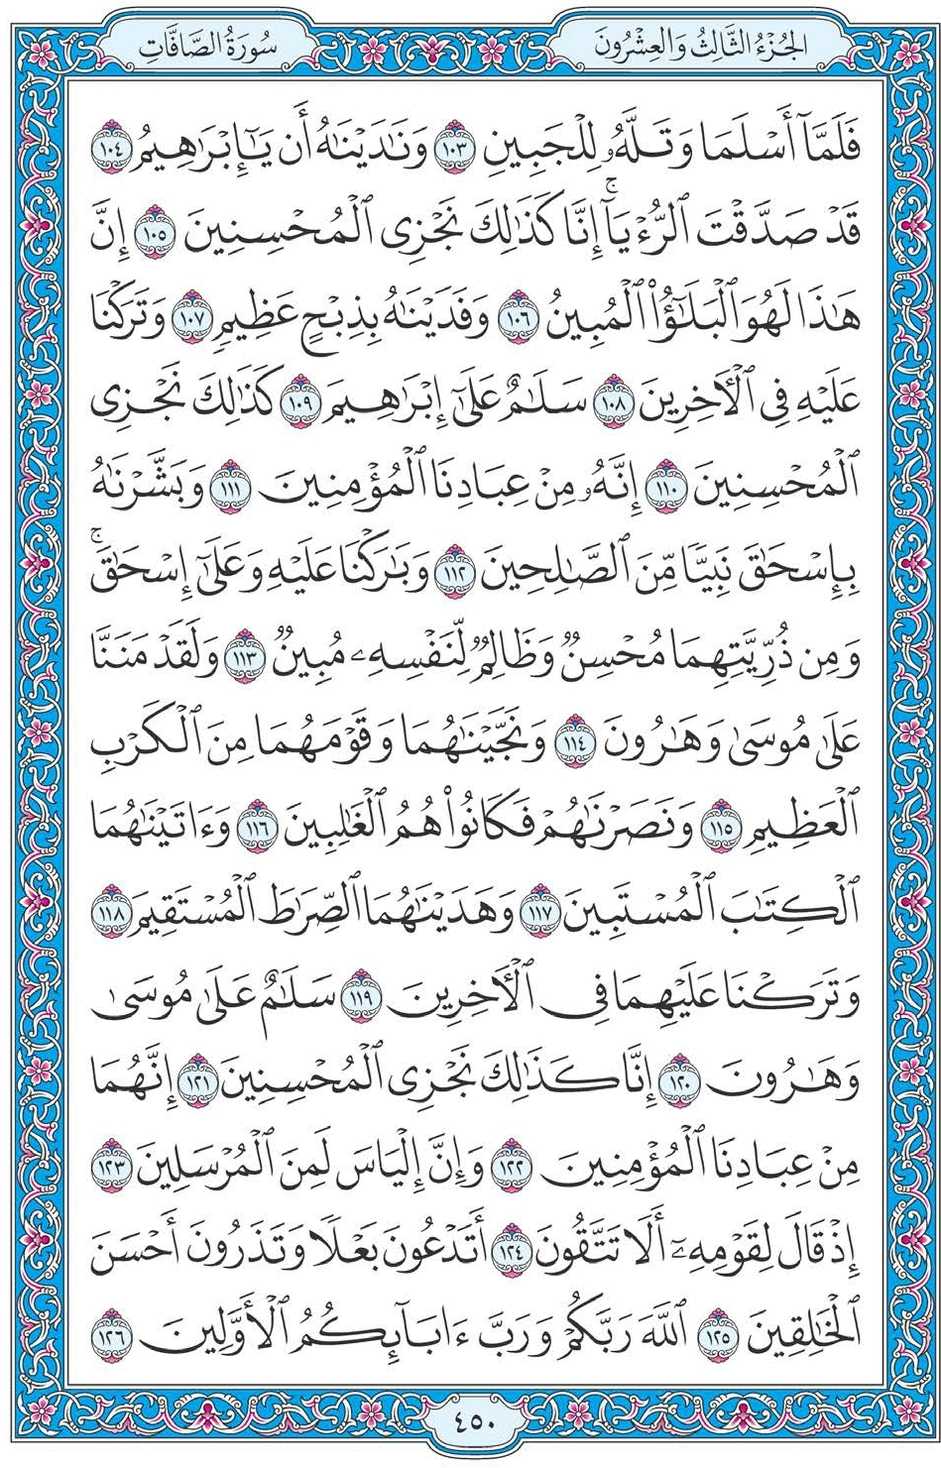 سُورَةُ الصَّافَّاتِ
الجُزْءُ الثَّالِثُ وَالعِشْرُونَ
فَلَمَّآ أَسْلَمَا وَتَلَّهُۥ لِلْجَبِينِ ١٠٣ وَنَٰدَيْنَٰهُ أَن يَٰٓإِبْرَٰهِيمُ ١٠٤
قَدْ صَدَّقْتَ ٱلرُّءْيَآۚ إِنَّا كَذَٰلِكَ نَجْزِى ٱلْمُحْسِنِينَ ١٠٥ إِنَّ
هَٰذَا لَهُوَ ٱلْبَلَٰٓؤُا۟ ٱلْمُبِينُ ١٠٦ وَفَدَيْنَٰهُ بِذِبْحٍ عَظِيمٍ ١٠٧ وَتَرَكْنَا
عَلَيْهِ فِى ٱلْءَاخِرِينَ ١٠٨ سَلَٰمٌ عَلَىٰٓ إِبْرَٰهِيمَ ١٠٩ كَذَٰلِكَ نَجْزِى
ٱلْمُحْسِنِينَ ١١٠ إِنَّهُۥ مِنْ عِبَادِنَا ٱلْمُؤْمِنِينَ ١١١ وَبَشَّرْنَٰهُ
بِإِسْحَٰقَ نَبِيًّا مِّنَ ٱلصَّٰلِحِينَ ١١٢ وَبَٰرَكْنَا عَلَيْهِ وَعَلَىٰٓ إِسْحَٰقَۚ
وَمِن ذُرِّيَّتِهِمَا مُحْسِنٌ وَظَالِمٌ لِّنَفْسِهِۦ مُبِينٌ ١١٣ وَلَقَدْ مَنَنَّا
عَلَىٰ مُوسَىٰ وَهَٰرُونَ ١١٤ وَنَجَّيْنَٰهُمَا وَقَوْمَهُمَا مِنَ ٱلْكَرْبِ
ٱلْعَظِيمِ ١١٥ وَنَصَرْنَٰهُمْ فَكَانُوا۟ هُمُ ٱلْغَٰلِبِينَ ١١٦ وَءَاتَيْنَٰهُمَا
ٱلْكِتَٰبَ ٱلْمُسْتَبِينَ ١١٧ وَهَدَيْنَٰهُمَا ٱلصِّرَٰطَ ٱلْمُسْتَقِيمَ ١١٨
وَتَرَكْنَا عَلَيْهِمَا فِى ٱلْءَاخِرِينَ ١١٩ سَلَٰمٌ عَلَىٰ مُوسَىٰ
وَهَٰرُونَ ١٢٠ إِنَّا كَذَٰلِكَ نَجْزِى ٱلْمُحْسِنِينَ ١٢١ إِنَّهُمَا
مِنْ عِبَادِنَا ٱلْمُؤْمِنِينَ ١٢٢ وَإِنَّ إِلْيَاسَ لَمِنَ ٱلْمُرْسَلِينَ ١٢٣
إِذْ قَالَ لِقَوْمِهِۦٓ أَلَا تَتَّقُونَ ١٢٤ أَتَدْعُونَ بَعْلًا وَتَذَرُونَ أَحْسَنَ
ٱلْخَٰلِقِينَ ١٢٥ ٱللَّهَ رَبَّكُمْ وَرَبَّ ءَابَآئِكُمُ ٱلْأَوَّلِينَ ١٢٦
٤٥٠